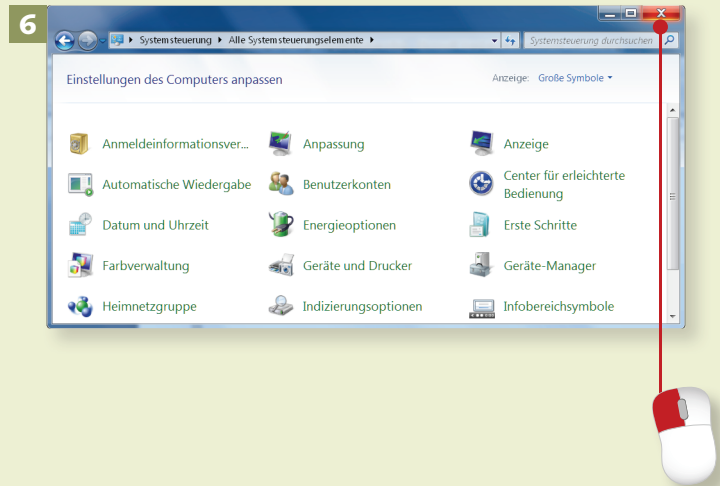 6
Systemsteuerung Alle Systemsteuerungselemente
Systemsteuerung durchsuchen
Einstellungen des Computers anpassen
Anzeige: Große Symbole
Anmeldeinformationsver... Anpassung Anzeige
Automatische Wiedergabe Benutzerkonten Center für erleichterte Bedienung
Datum und Uhrzeit Energieoptionen Erste Schritte
Farbverwaltung Geräte und Drucker Geräte-Manager
Heimnetzgruppe Indizierungsoptionen Infobereichsymbole